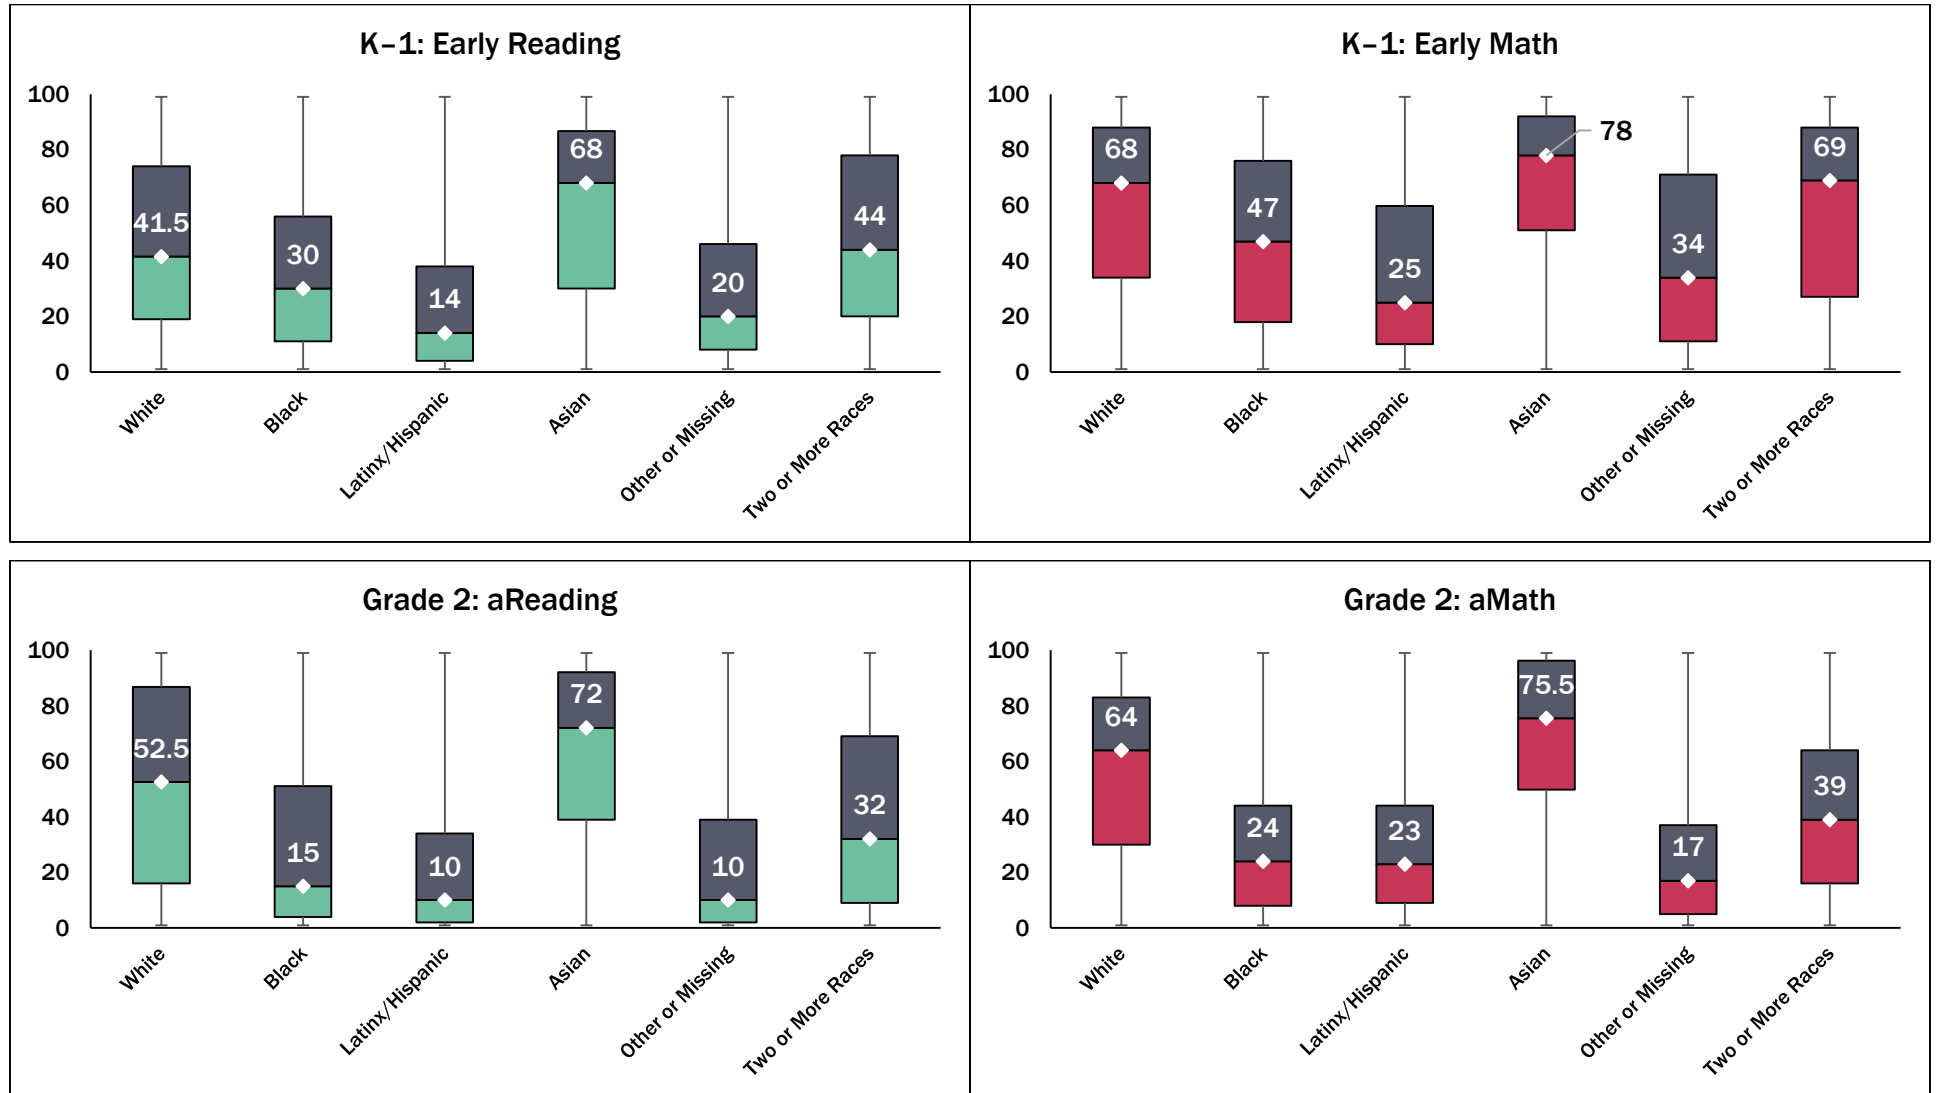 K–1: Early Reading
100
80
60
40
20
0
41.5
30
14
68
20
44
White
Black
Latinx/Hispanic
Asian
Other or Missing
Two or More Races
K–1: Early Math
100
80
60
40
20
0
68
47
25
78
34
69
White
Black
Latinx/Hispanic
Asian
Other or Missing
Two or More Races
Grade 2: aReading
100
80
60
40
20
0
52.5
15
10
72
10
32
White
Black
Latinx/Hispanic
Asian
Other or Missing
Two or More Races
Grade 2: aMath
100
80
60
40
20
0
64
24
23
75.5
17
39
White
Black
Latinx/Hispanic
Asian
Other or Missing
Two or More Races